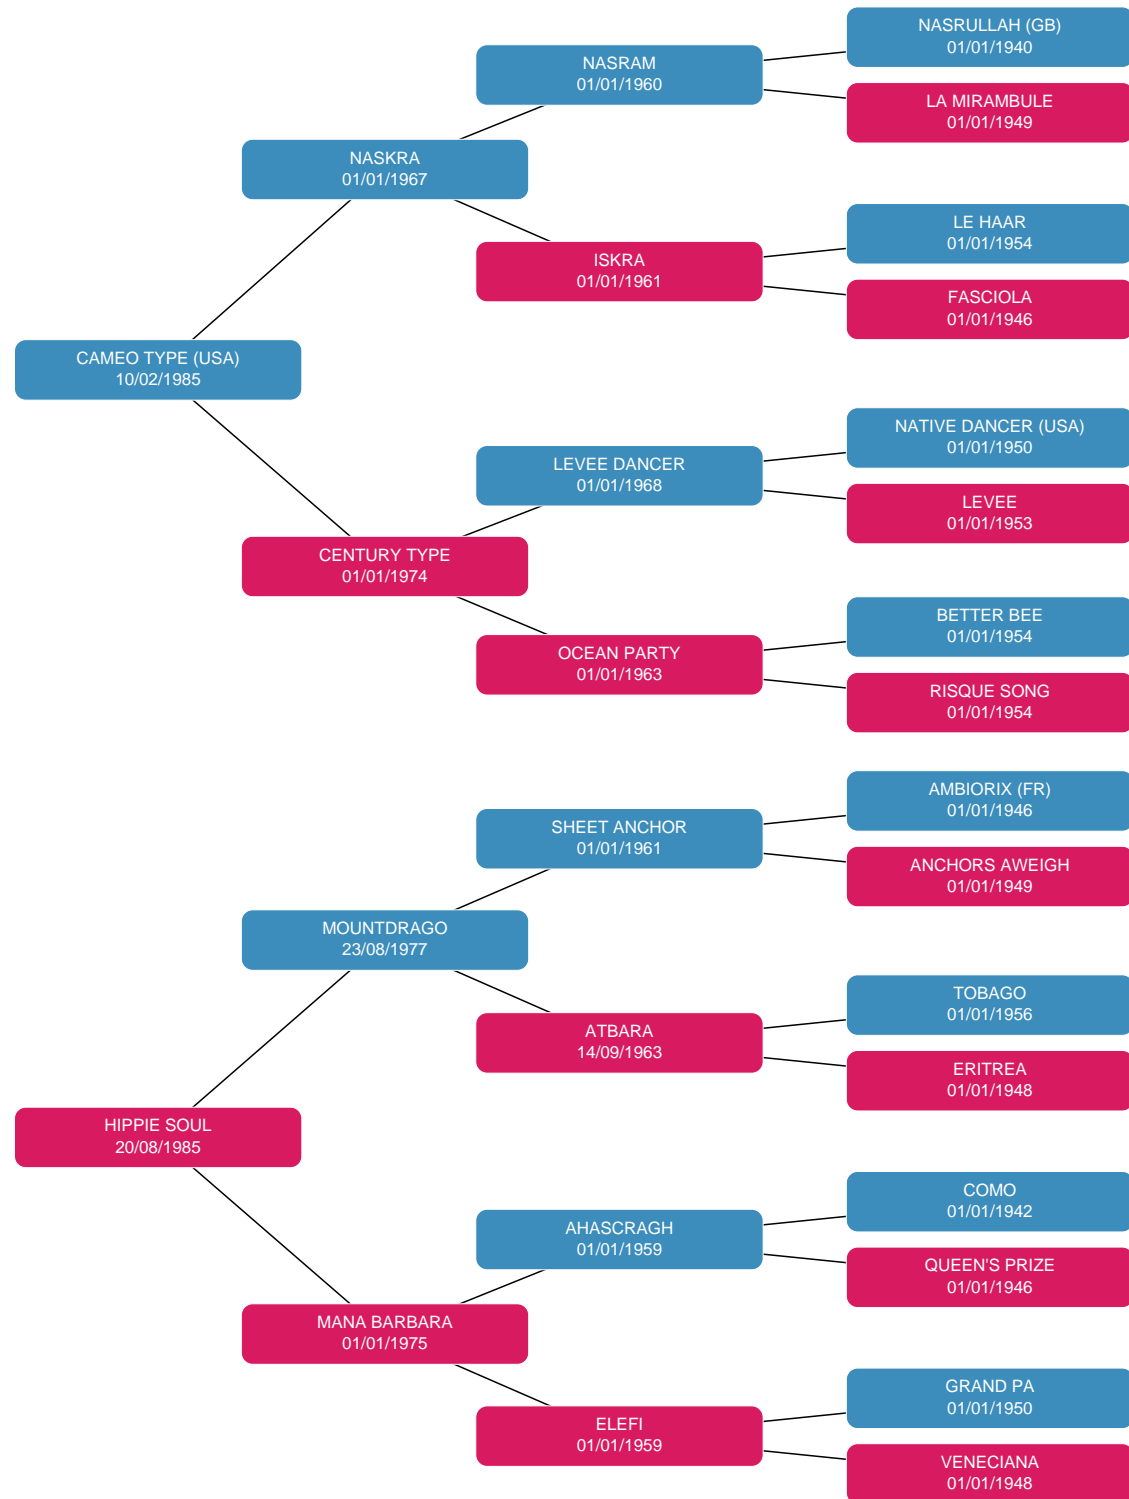 NASRULLAH (GB)
01/01/1940
NASRAM
01/01/1960
LA MIRAMBULE
01/01/1949
NASKRA
01/01/1967
LE HAAR
01/01/1954
ISKRA
01/01/1961
FASCIOLA
01/01/1946
CAMEO TYPE (USA)
10/02/1985
NATIVE DANCER (USA)
01/01/1950
LEVEE DANCER
01/01/1968
LEVEE
01/01/1953
CENTURY TYPE
01/01/1974
BETTER BEE
01/01/1954
OCEAN PARTY
01/01/1963
RISQUE SONG
01/01/1954
AMBIORIX (FR)
01/01/1946
SHEET ANCHOR
01/01/1961
ANCHORS AWEIGH
01/01/1949
MOUNTDRAGO
23/08/1977
TOBAGO
01/01/1956
ATBARA
14/09/1963
ERITREA
01/01/1948
HIPPIE SOUL
20/08/1985
COMO
01/01/1942
AHASCRAGH
01/01/1959
QUEEN'S PRIZE
01/01/1946
MANA BARBARA
01/01/1975
GRAND PA
01/01/1950
ELEFI
01/01/1959
VENECIANA
01/01/1948